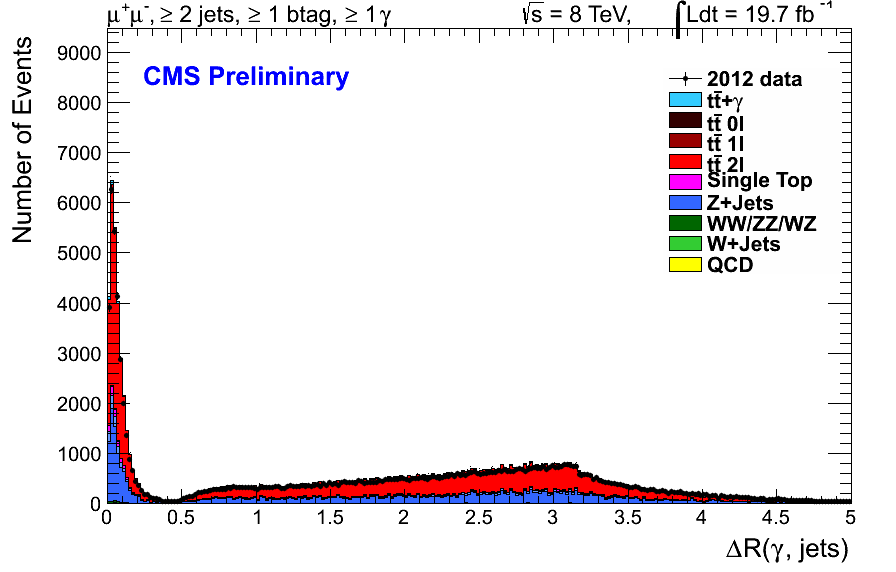 μ⁺μ⁻, ≥ 2 jets, ≥ 1 btag, ≥ 1 γ
√s = 8 TeV, ∫Ldt = 19.7 fb⁻¹
Number of Events
CMS Preliminary
2012 data
tt̄+γ
tt̄ 0l
tt̄ 1l
tt̄ 2l
Single Top
Z+Jets
WW/ZZ/WZ
W+Jets
QCD
9000
8000
7000
6000
5000
4000
3000
2000
1000
0
0 0.5 1 1.5 2 2.5 3 3.5 4 4.5 5
ΔR(γ, jets)